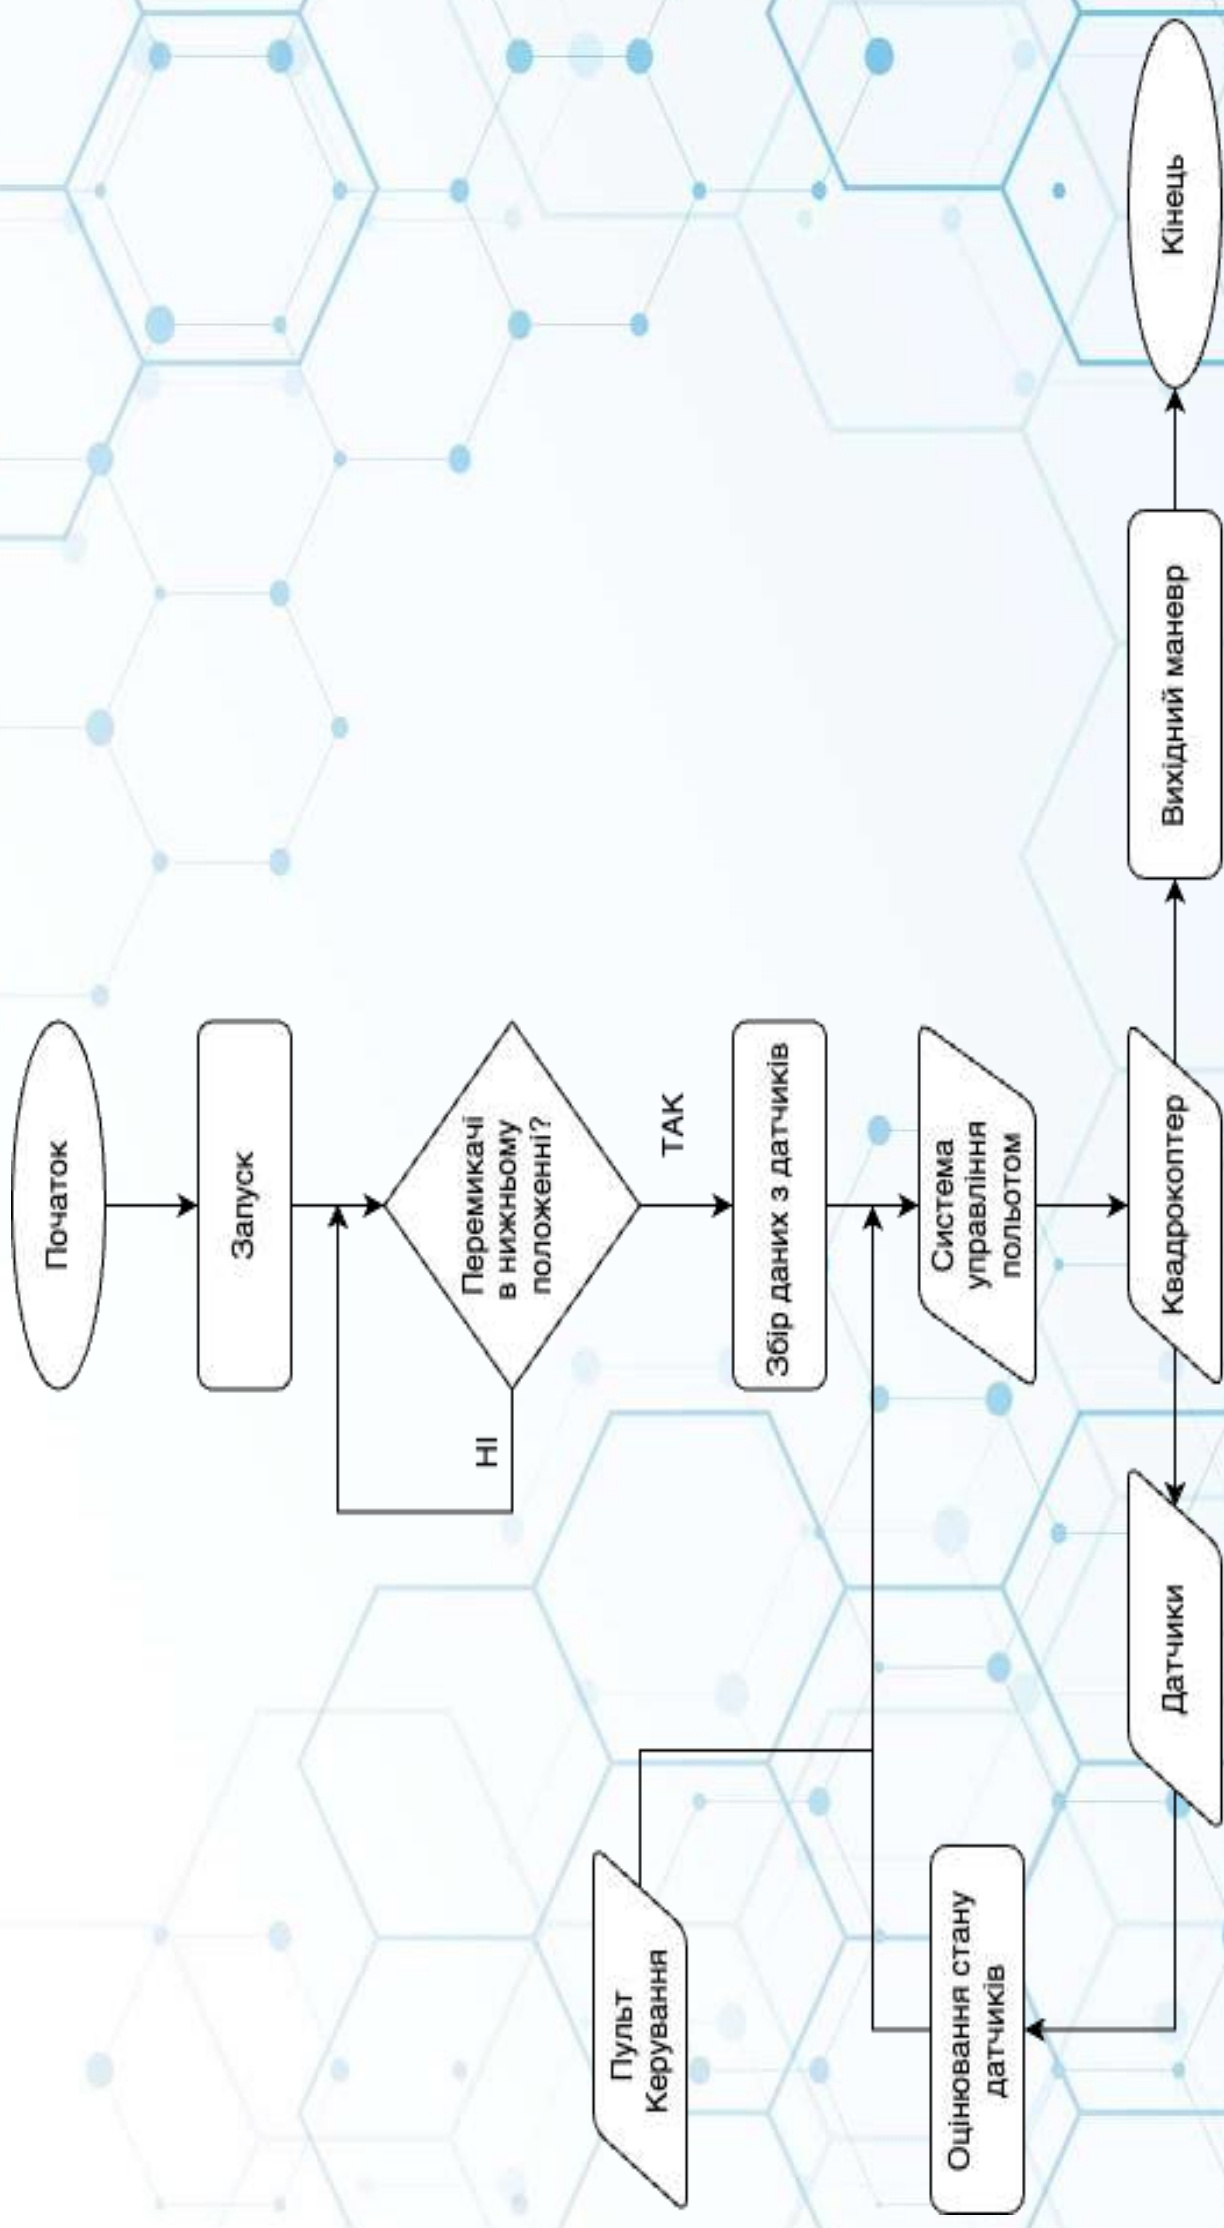 Початок
Запуск
Перемикачі
в нижньому
положенні?
НІ
ТАК
Збір даних з датчиків
Пульт
Керування
Система
управління
польотом
Оцінювання стану
датчиків
Датчики
Квадрокоптер
Вихідний маневр
Кінець